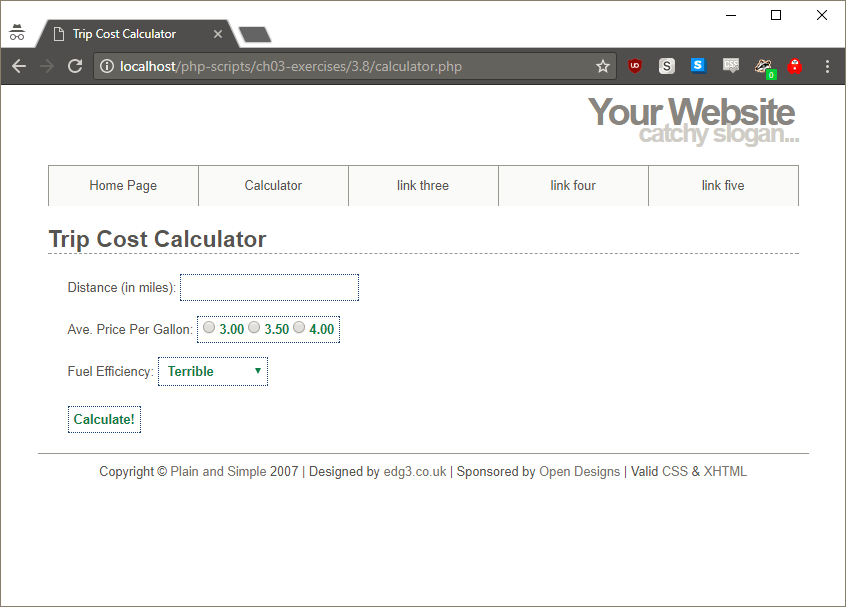 Trip Cost Calculator
localhost/php-scripts/ch03-exercises/3.8/calculator.php
Your Website
catchy slogan...
Home Page Calculator link three link four link five
Trip Cost Calculator
Distance (in miles):
Ave. Price Per Gallon: 3.00 3.50 4.00
Fuel Efficiency: Terrible
Calculate!
Copyright © Plain and Simple 2007 | Designed by edg3.co.uk | Sponsored by Open Designs | Valid CSS & XHTML